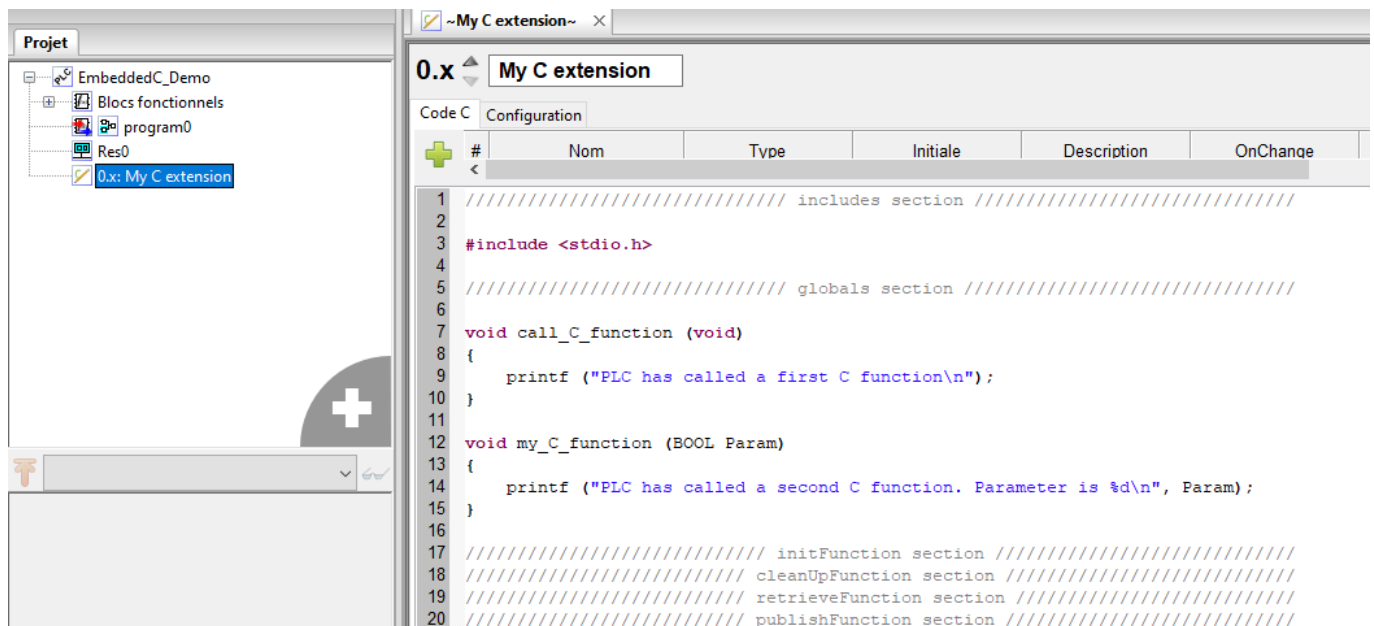 Projet
EmbeddedC_Demo
Blocs fonctionnels
program0
Res0
0.x: My C extension
~My C extension~
0.x My C extension
Code C Configuration
# Nom Type Initiale Description OnChange
1 /////////////////////////////// includes section ///////////////////////////////
2
3 #include <stdio.h>
4
5 /////////////////////////////// globals section ////////////////////////////////
6
7 void call_C_function (void)
8 {
9 printf ("PLC has called a first C function\n");
10 }
11
12 void my_C_function (BOOL Param)
13 {
14 printf ("PLC has called a second C function. Parameter is %d\n", Param);
15 }
16
17 ///////////////////////////// initFunction section /////////////////////////////
18 /////////////////////////// cleanUpFunction section ////////////////////////////
19 /////////////////////////// retrieveFunction section ///////////////////////////
20 /////////////////////////// publishFunction section ////////////////////////////